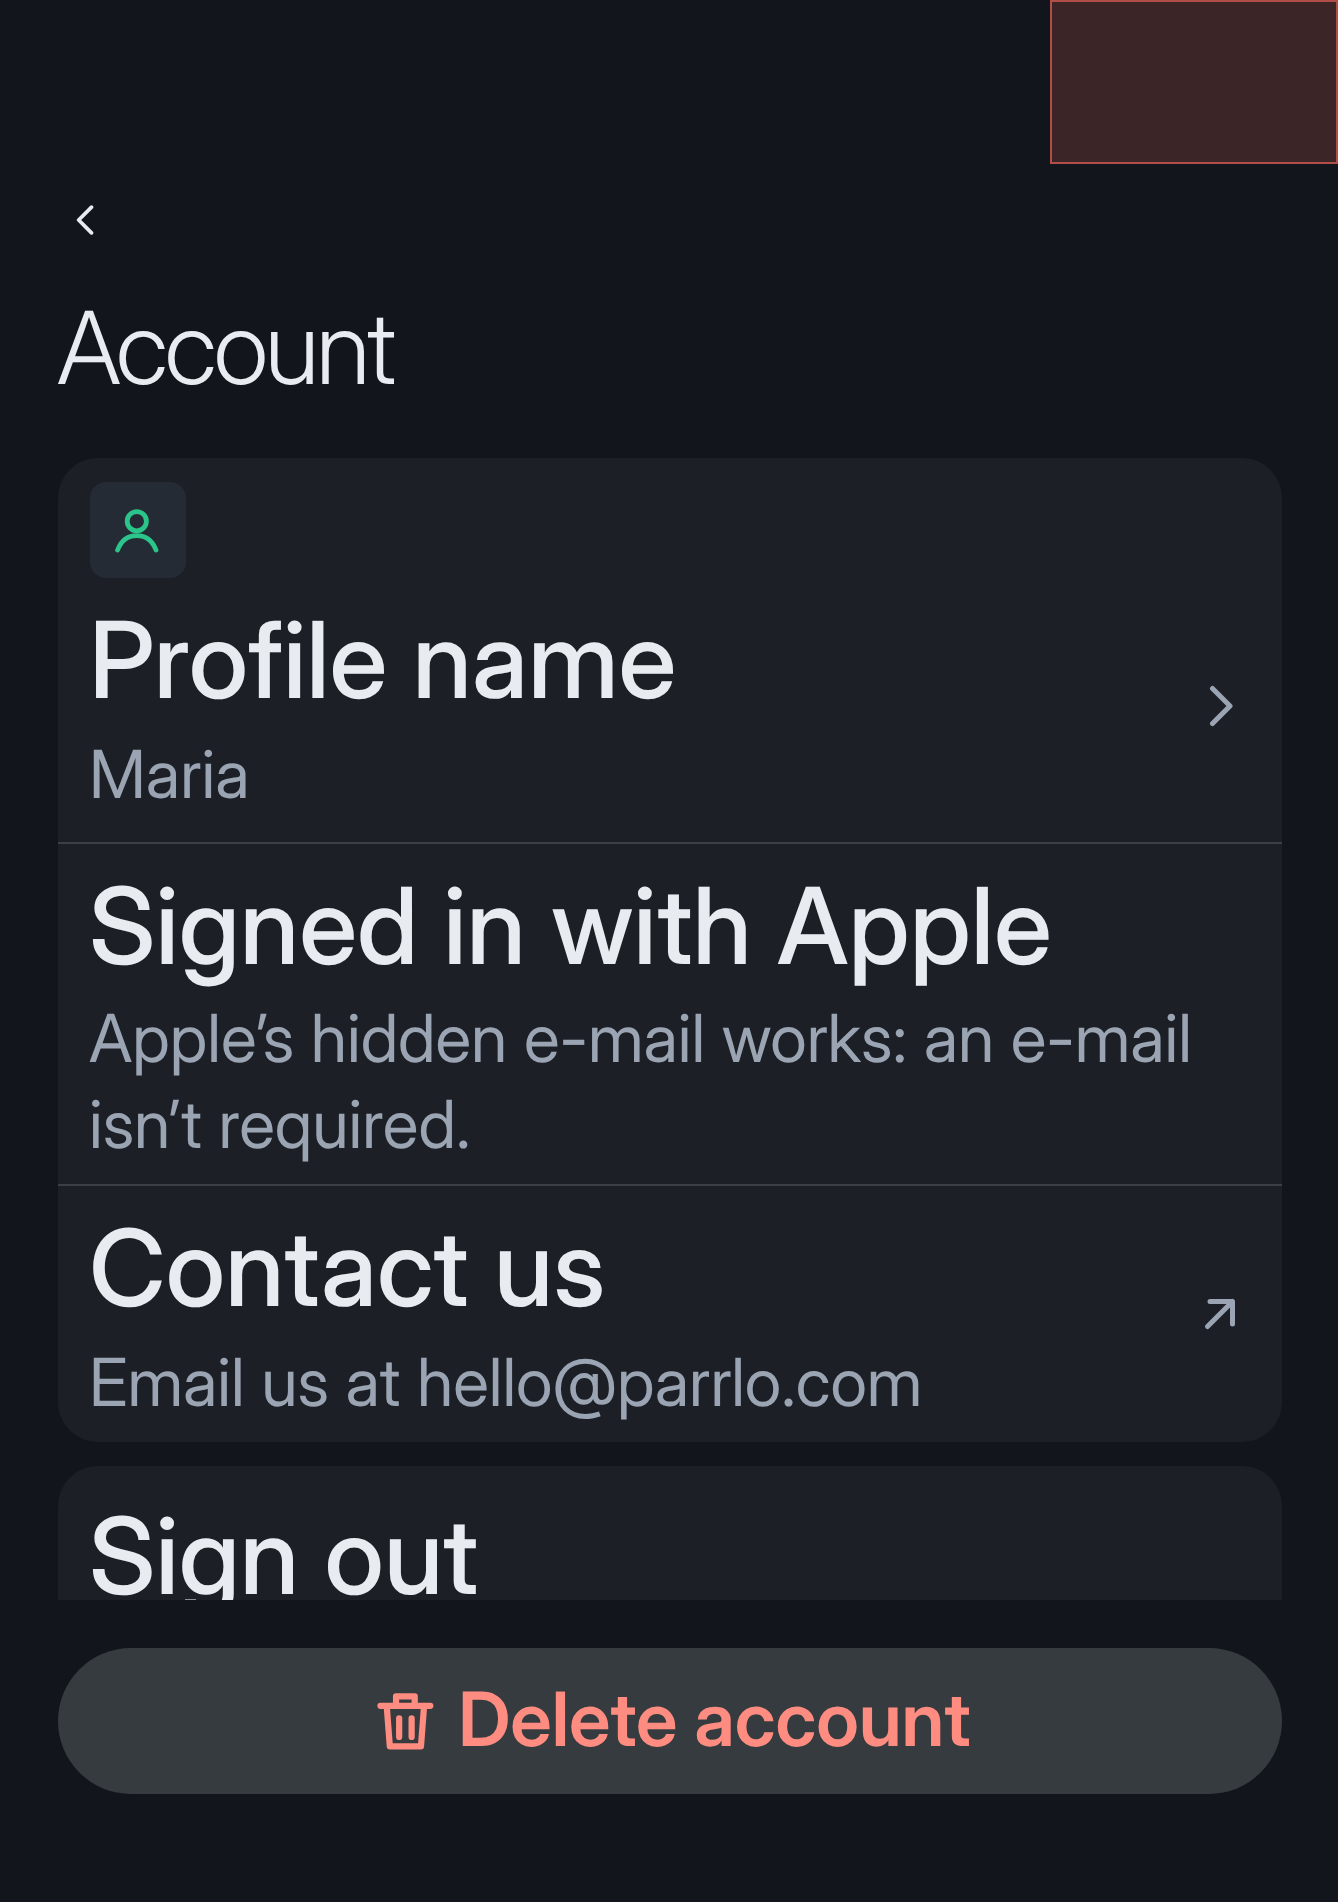 Account
Profile name
Maria
Signed in with Apple
Apple’s hidden e-mail works: an e-mail
isn’t required.
Contact us
Email us at hello@parrlo.com
Sign out
Delete account